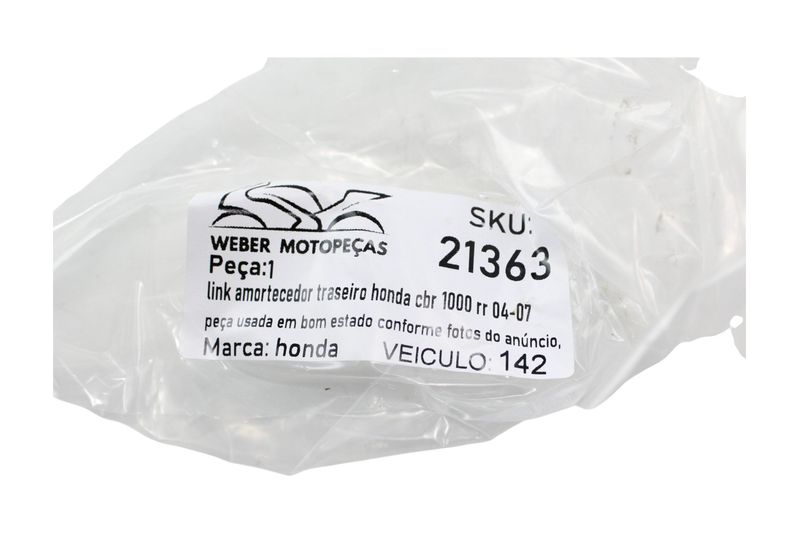 WEBER MOTOPEÇAS
SKU:
21363
Peça:1
link amortecedor traseiro honda cbr 1000 rr 04-07
peça usada em bom estado conforme fotos do anúncio,
Marca: honda VEICULO: 142